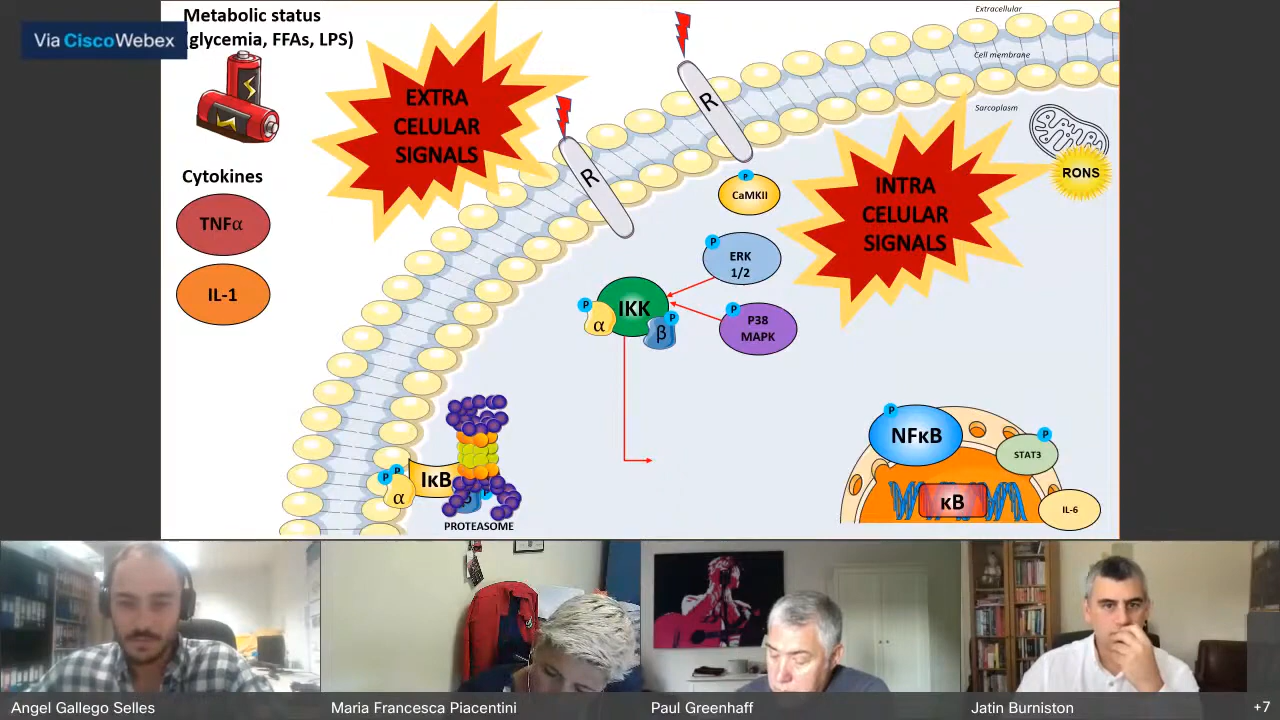 Metabolic status
(glycemia, FFAs, LPS)
Via CiscoWebex
EXTRA
CELULAR
SIGNALS
Extracellular
Cell membrane
Sarcoplasm
R
R
RONS
Cytokines
TNFα
IL-1
P
CaMKII
INTRA
CELULAR
SIGNALS
P
ERK
1/2
P
IKK
α
P
β
P
P38
MAPK
P
NFκB
P
STAT3
κB
IL-6
P
P
α
IκB
P
PROTEASOME
Angel Gallego Selles
Maria Francesca Piacentini
Paul Greenhaff
Jatin Burniston
+7